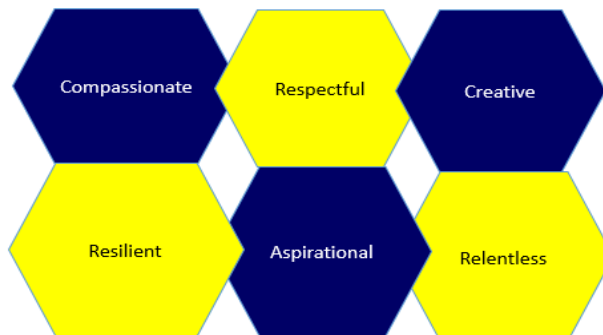 Compassionate
Respectful
Creative
Resilient
Aspirational
Relentless